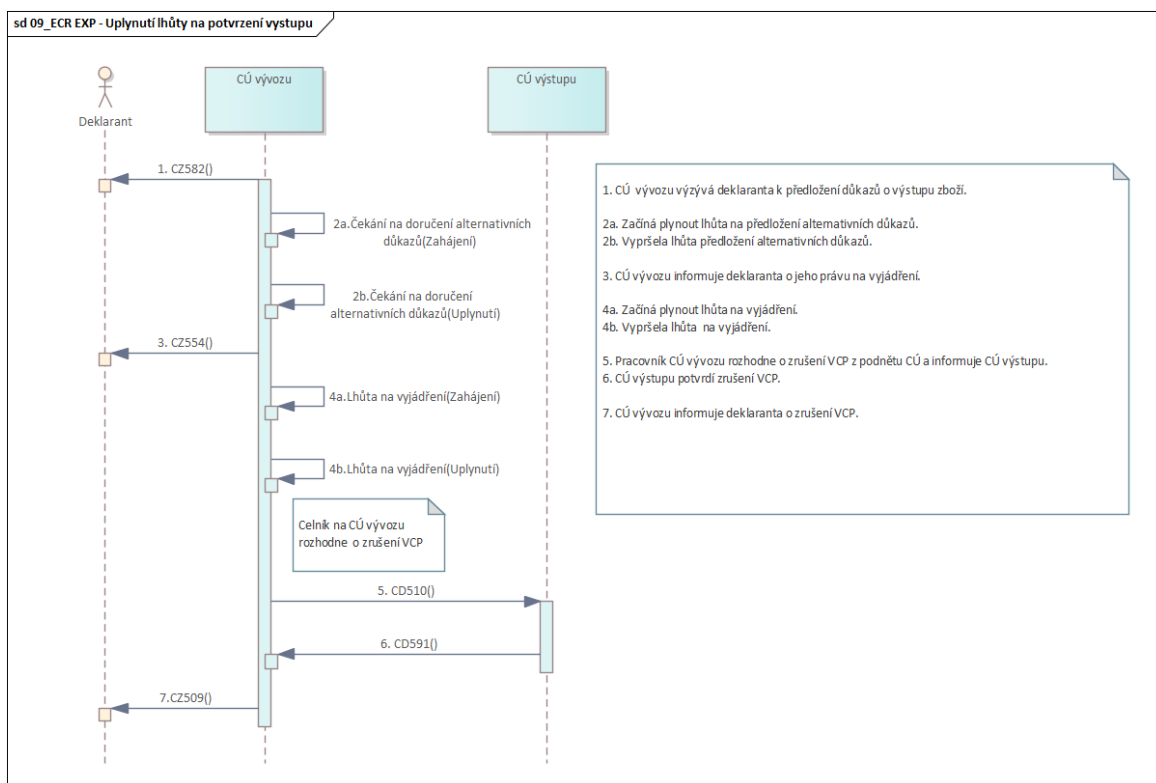 sd 09_ECR EXP - Uplynutí lhůty na potvrzení vystupu
CÚ vývozu
CÚ výstupu
Deklarant
1. CZ582()
2a.Čekání na doručení alternativních
důkazů(Zahájení)
2b.Čekání na doručení
alternativních důkazů(Uplynutí)
3. CZ554()
4a.Lhůta na vyjádření(Zahájení)
4b.Lhůta na vyjádření(Uplynutí)
Celník na CÚ vývozu
rozhodne o zrušení VCP
5. CD510()
6. CD591()
7.CZ509()
1. CÚ vývozu výzývá deklaranta k předložení důkazů o výstupu zboží.
2a. Začíná plynout lhůta na předložení alternativních důkazů.
2b. Vypršela lhůta předložení alternativních důkazů.
3. CÚ vývozu informuje deklaranta o jeho právu na vyjádření.
4a. Začíná plynout lhůta na vyjádření.
4b. Vypršela lhůta na vyjádření.
5. Pracovník CÚ vývozu rozhodne o zrušení VCP z podnětu CÚ a informuje CÚ výstupu.
6. CÚ výstupu potvrdí zrušení VCP.
7. CÚ vývozu informuje deklaranta o zrušení VCP.